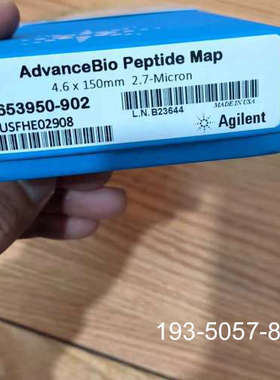 AdvanceBio Peptide Map
4.6 x 150mm 2.7-Micron
653950-902
USFHE02908
L.N. B23644
MADE IN USA
Agilent
193-5057-8